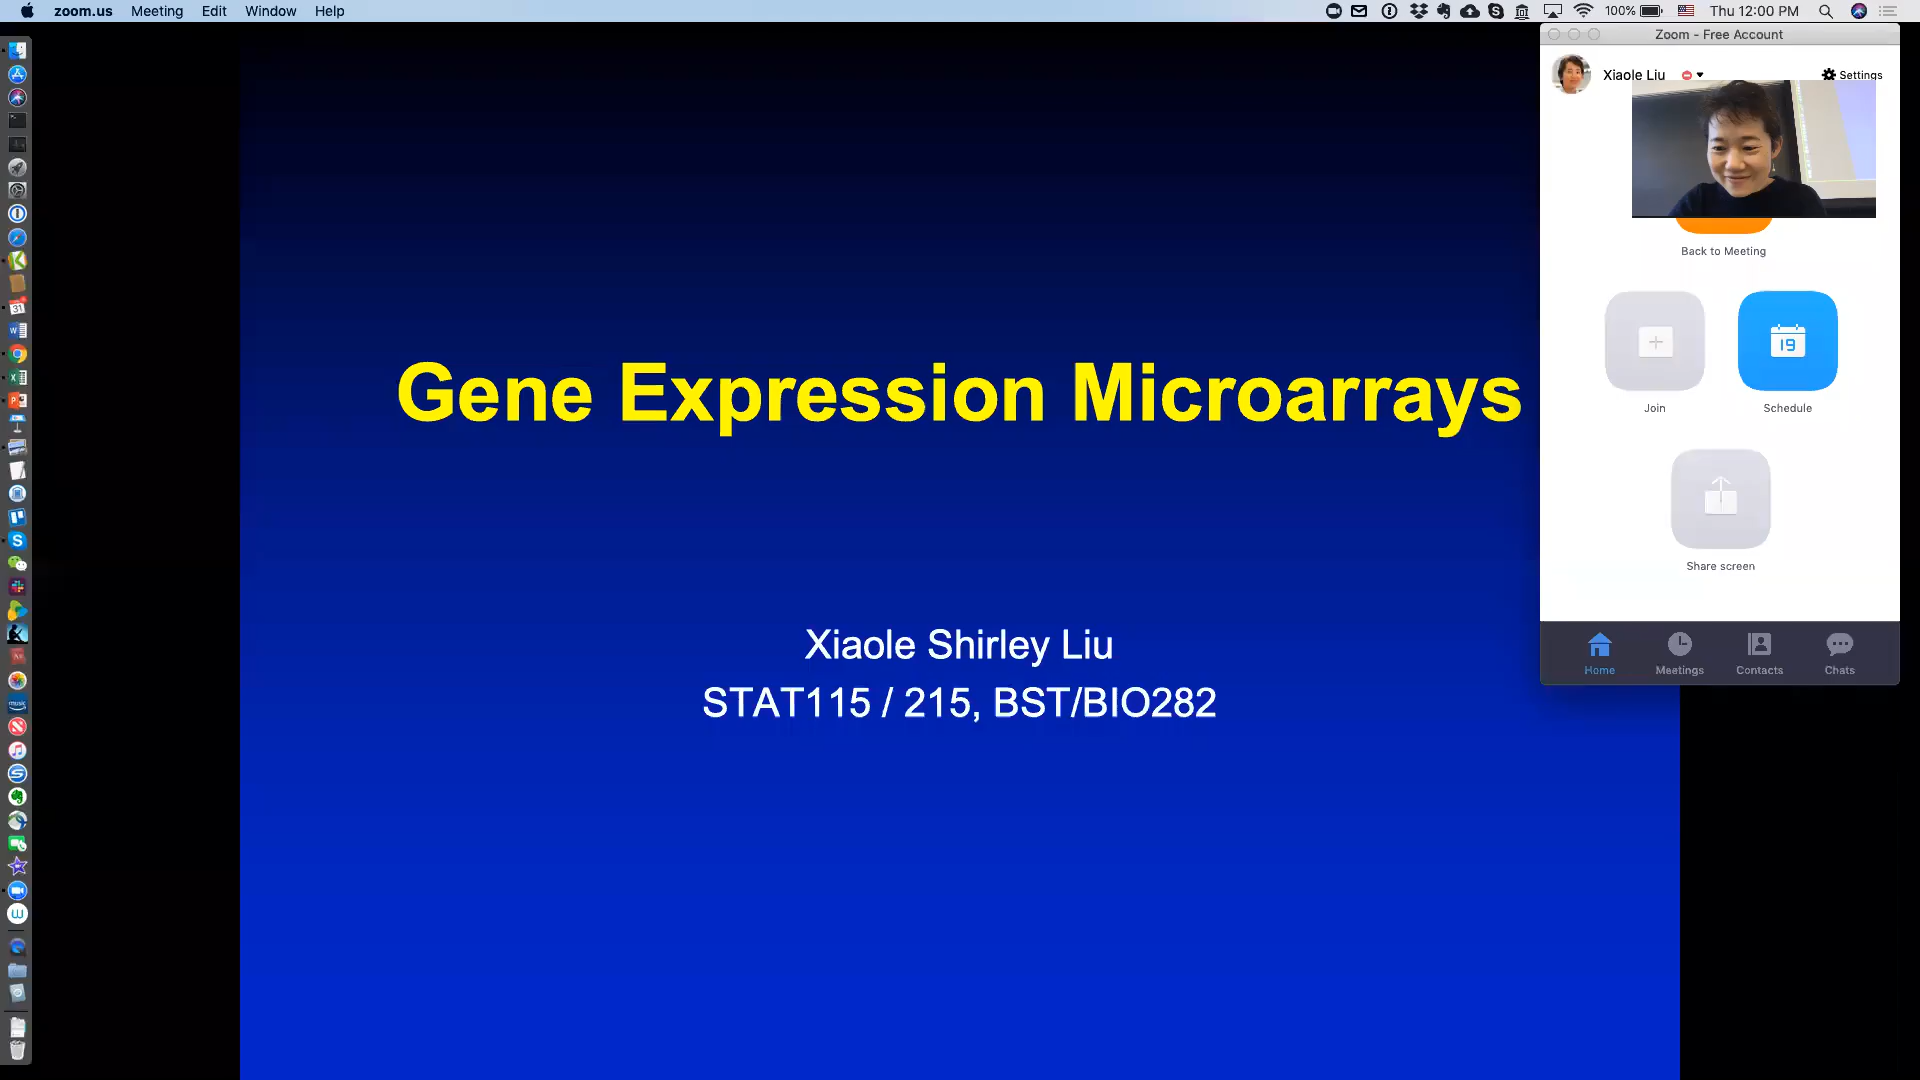 zoom.us Meeting Edit Window Help 100% Thu 12:00 PM
Zoom - Free Account
Xiaole Liu Settings
Back to Meeting
19
Join Schedule
Share screen
Home Meetings Contacts Chats
Gene Expression Microarrays
Xiaole Shirley Liu
STAT115 / 215, BST/BIO282
31